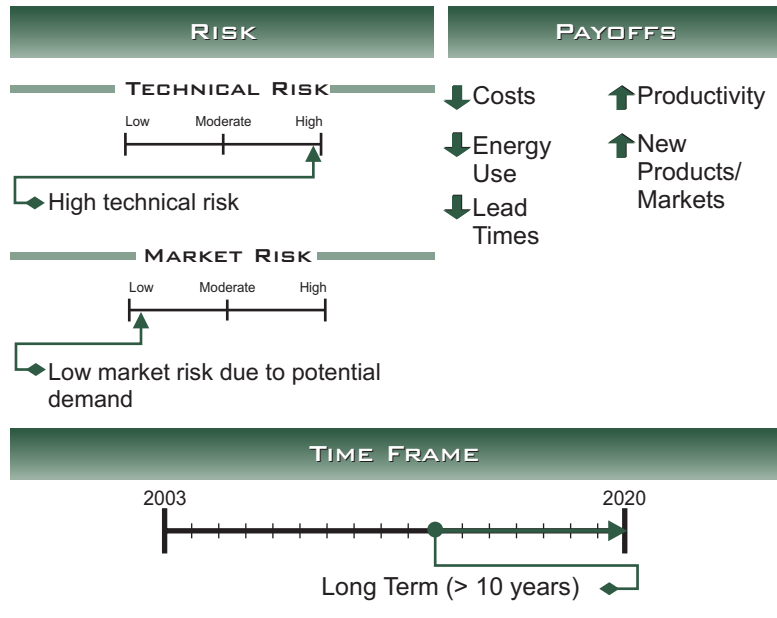 RISK
TECHNICAL RISK
Low Moderate High
High technical risk
MARKET RISK
Low Moderate High
Low market risk due to potential
demand
PAYOFFS
Costs
Energy
Use
Lead
Times
Productivity
New
Products/
Markets
TIME FRAME
2003 2020
Long Term (> 10 years)